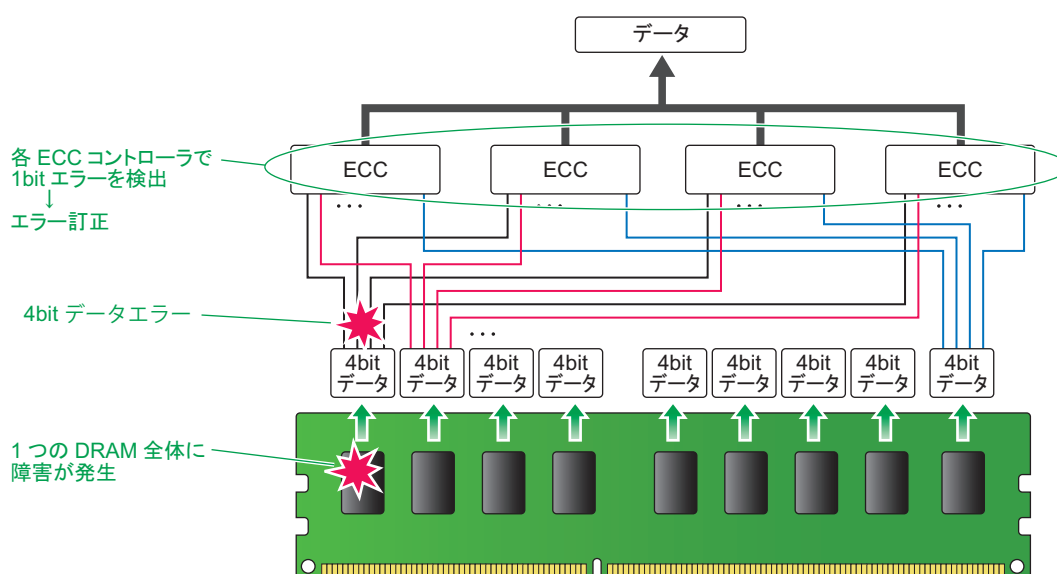 データ
ECC
ECC
ECC
ECC
各 ECC コントローラで
1bit エラーを検出
↓
エラー訂正
...
...
...
...
4bit データエラー
...
4bit
データ
4bit
データ
4bit
データ
4bit
データ
4bit
データ
4bit
データ
4bit
データ
4bit
データ
4bit
データ
1 つの DRAM 全体に
障害が発生